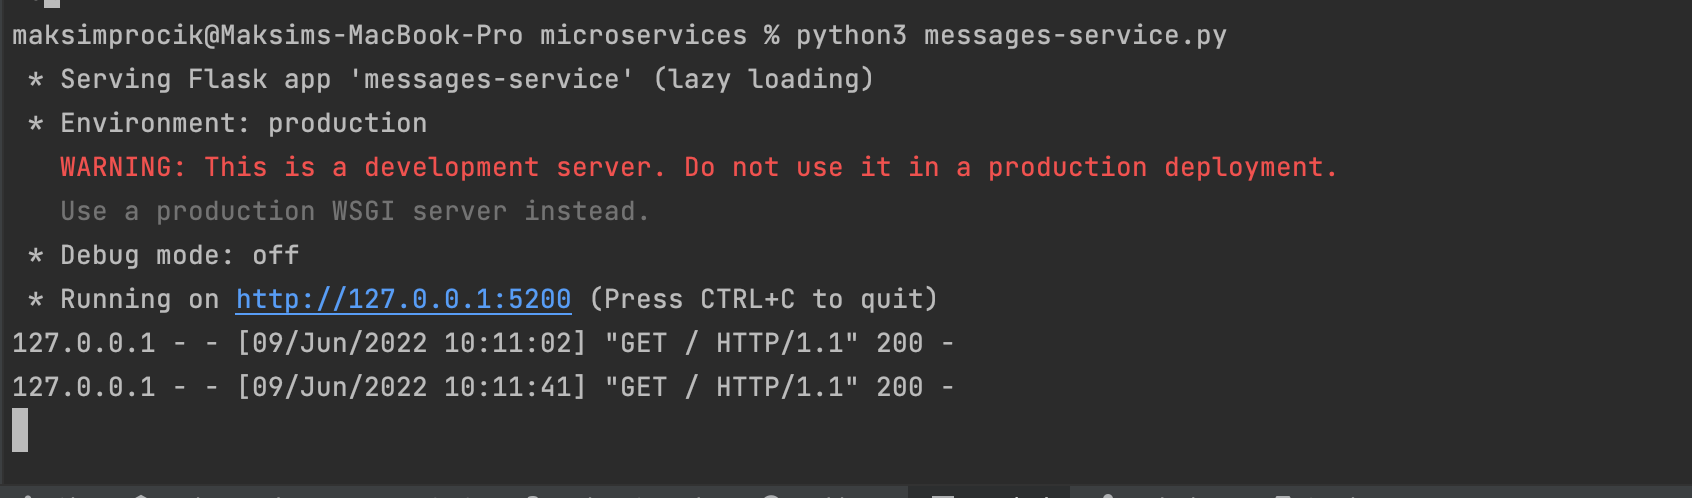 maksimprocik@Maksims-MacBook-Pro microservices % python3 messages-service.py
 * Serving Flask app 'messages-service' (lazy loading)
 * Environment: production
   WARNING: This is a development server. Do not use it in a production deployment.
   Use a production WSGI server instead.
 * Debug mode: off
 * Running on http://127.0.0.1:5200 (Press CTRL+C to quit)
127.0.0.1 - - [09/Jun/2022 10:11:02] "GET / HTTP/1.1" 200 -
127.0.0.1 - - [09/Jun/2022 10:11:41] "GET / HTTP/1.1" 200 -